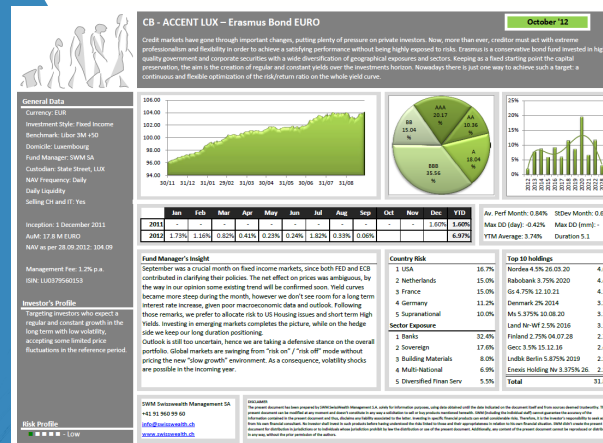 CB - ACCENT LUX – Erasmus Bond EURO
October '12
Credit markets have gone through important changes, putting plenty of pressure on private investors. Now, more than ever, creditor must act with extreme
professionalism and flexibility in order to achieve a satisfying performance without being highly exposed to risks. Erasmus is a conservative bond fund invested in hig
quality government and corporate securities with a wide diversification of geographical exposures and sectors. Keeping as a fixed starting point the capital
preservation, the aim is the creation of regular and constant yields over the investments horizon. Nowadays there is just one way to achieve such a target: a
continuous and flexible optimization of the risk/return ratio on the whole yield curve.
General Data
Currency: EUR
Investment Style: Fixed Income
Benchmark: Libor 3M +50
Domicile: Luxembourg
Fund Manager: SWM SA
Custodian: State Street, LUX
NAV Frequency: Daily
Daily Liquidity
Selling CH and IT: Yes
Inception: 1 December 2011
AuM: 17.8 M EURO
NAV as per 28.09.2012: 104.09
Management Fee: 1.2% p.a.
ISIN: LU0379560153
Investor's Profile
Targeting investors who expect a
regular and constant growth in the
long term with low volatility,
accepting some limited price
fluctuations in the reference period.
Risk Profile
- Low
106.00
104.00
102.00
100.00
98.00
96.00
94.00
30/11 31/12 31/01 29/02 31/03 30/04 31/05 30/06 31/07 31/08
AAA 20.17 %
AA 10.36 %
A 18.04 %
BBB 35.56 %
BB 15.04 %
25%
20%
15%
10%
5%
0%
Jan Feb Mar Apr May Jun Jul Aug Sep Oct Nov Dec YTD
2011 - - - - - - - - - - - 1.60% 1.60%
2012 1.73% 1.16% 0.82% 0.41% 0.23% 0.24% 1.82% 0.33% 0.06% 6.97%
Av. Perf Month: 0.84% StDev Month: 0.6
Max DD (day): -0.42% Max DD (mm): -
YTM Average: 3.74% Duration 5.1
Fund Manager's Insight
September was a crucial month on fixed income markets, since both FED and ECB
contributed in clarifying their policies. The net effect on prices was ambiguous, by
the way in our opinion some existing trend will be confirmed soon. Yield curves
became more steep during the month, however we don't see room for a long term
interest rate increase, given poor macroeconomic data and outlook. Following
those remarks, we prefer to allocate risk to US Housing issues and short term High
Yields. Investing in emerging markets completes the picture, while on the hedge
side we keep our long duration positioning.
Outlook is still too uncertain, hence we are taking a defensive stance on the overall
portfolio. Global markets are swinging from "risk on" / "risk off" mode without
pricing the new "slow growth" environment. As a consequence, volatility shocks
are possible in the incoming year.
Country Risk
1 USA 16.7%
2 Netherlands 15.0%
3 France 15.0%
4 Germany 11.2%
5 Supranational 10.0%
Sector Exposure
1 Banks 32.4%
2 Sovereign 17.6%
3 Building Materials 8.0%
4 Multi-National 6.9%
5 Diversified Finan Serv 5.5%
Top 10 holdings
Nordea 4.5% 26.03.20 4.
Rabobank 3.75% 2020 4.
Gs 4.75% 12.10.21 3.
Denmark 2% 2014 3.
Ms 5.375% 10.08.20 3.
Land Nr-Wf 2.5% 2016 3.
Finland 2.75% 04.07.28 2.
Gecc 3.5% 15.12.16 2.
Lndbk Berlin 5.875% 2019 2.
Enexis Holding Nv 3.375% 26. 2.
Total 31.
SWM Swisswealth Management SA
+41 91 960 99 60
info@swisswealth.ch
www.swisswealth.ch
DISCLAIMER